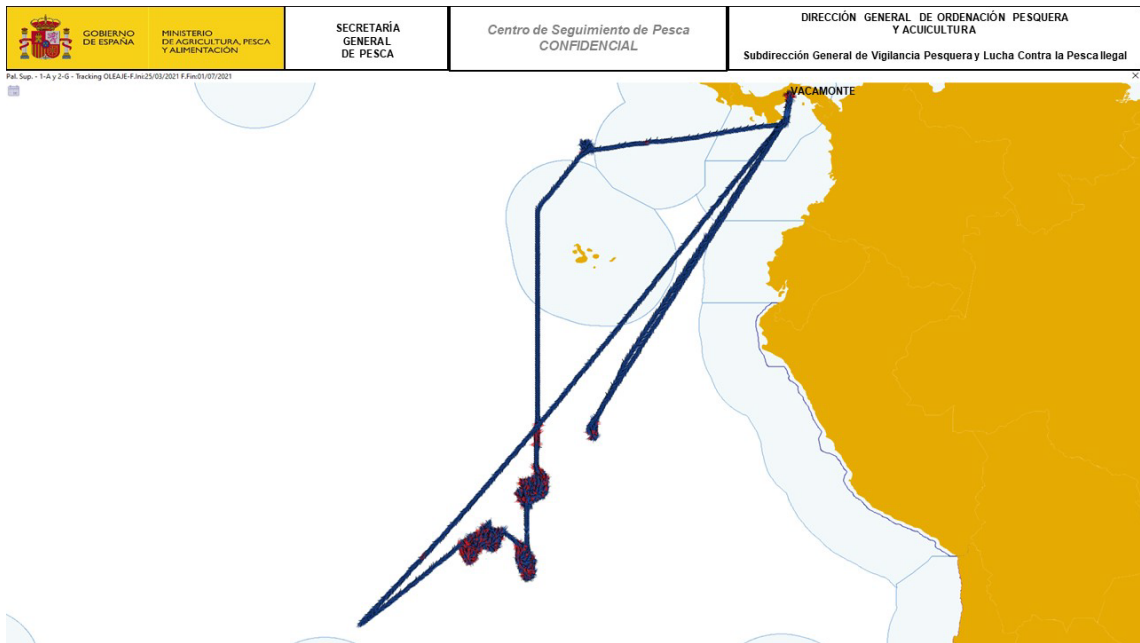 GOBIERNO
DE ESPAÑA
MINISTERIO
DE AGRICULTURA, PESCA
Y ALIMENTACIÓN
SECRETARÍA
GENERAL
DE PESCA
Centro de Seguimiento de Pesca
CONFIDENCIAL
DIRECCIÓN GENERAL DE ORDENACIÓN PESQUERA
Y ACUICULTURA
Subdirección General de Vigilancia Pesquera y Lucha Contra la Pesca Ilegal
Pal. Sup. - 1-A y 2-G - Tracking OLEAJE-F.Ini:25/03/2021 F.Fin:01/07/2021
VACAMONTE